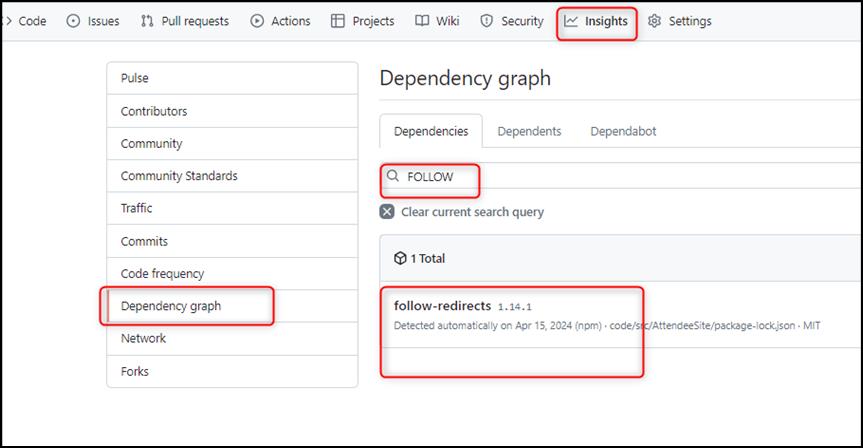 Code Issues Pull requests Actions Projects Wiki Security Insights Settings
Pulse
Contributors
Community
Community Standards
Traffic
Commits
Code frequency
Dependency graph
Network
Forks
Dependency graph
Dependencies Dependents Dependabot
FOLLOW
Clear current search query
1 Total
follow-redirects 1.14.1
Detected automatically on Apr 15, 2024 (npm) · code/src/AttendeeSite/package-lock.json · MIT